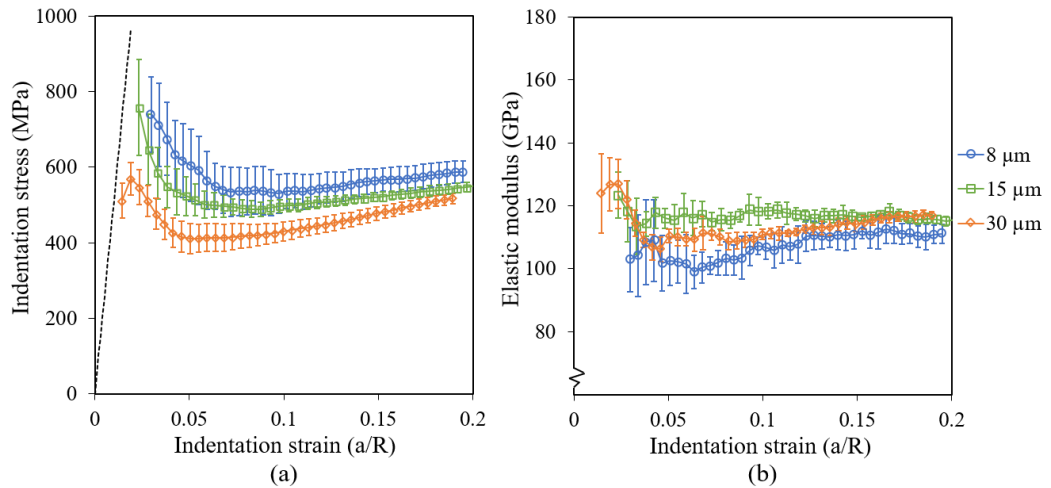 1000
800
600
400
200
0
Indentation stress (MPa)
0
0.05
0.1
0.15
0.2
Indentation strain (a/R)
(a)
180
160
140
120
100
80
Elastic modulus (GPa)
0
0.05
0.1
0.15
0.2
Indentation strain (a/R)
(b)
8 µm
15 µm
30 µm